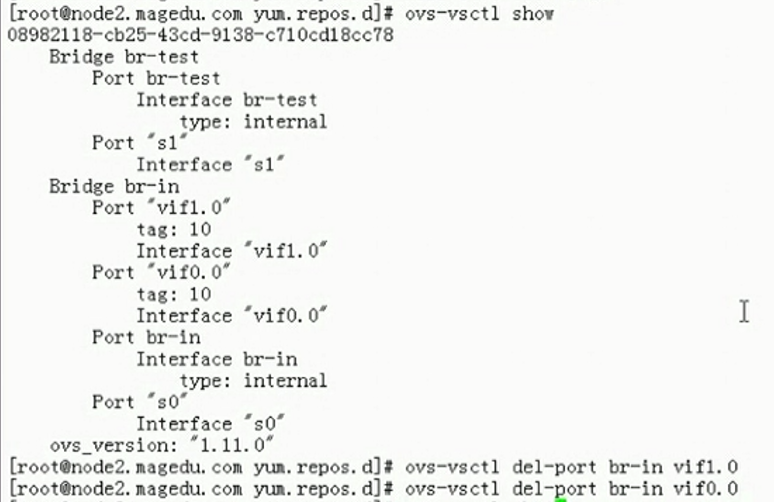 [root@node2.magedu.com yum.repos.d]# ovs-vsctl show
08982118-cb25-43cd-9138-c710cd18cc78
    Bridge br-test
        Port br-test
            Interface br-test
                type: internal
        Port "s1"
            Interface "s1"
    Bridge br-in
        Port "vif1.0"
            tag: 10
            Interface "vif1.0"
        Port "vif0.0"
            tag: 10
            Interface "vif0.0"
        Port br-in
            Interface br-in
                type: internal
        Port "s0"
            Interface "s0"
    ovs_version: "1.11.0"
[root@node2.magedu.com yum.repos.d]# ovs-vsctl del-port br-in vif1.0
[root@node2.magedu.com yum.repos.d]# ovs-vsctl del-port br-in vif0.0